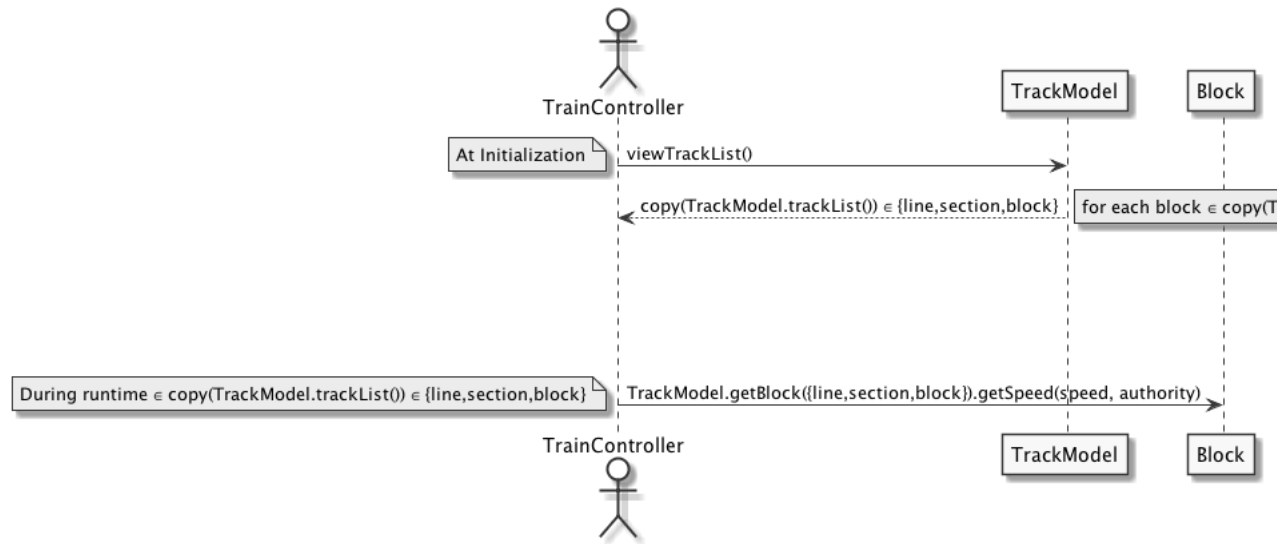 TrainController
TrackModel
Block
At Initialization
viewTrackList()
copy(TrackModel.trackList()) ∈ {line,section,block}
for each block ∈ copy(T
During runtime ∈ copy(TrackModel.trackList()) ∈ {line,section,block}
TrackModel.getBlock({line,section,block}).getSpeed(speed, authority)
TrainController
TrackModel
Block